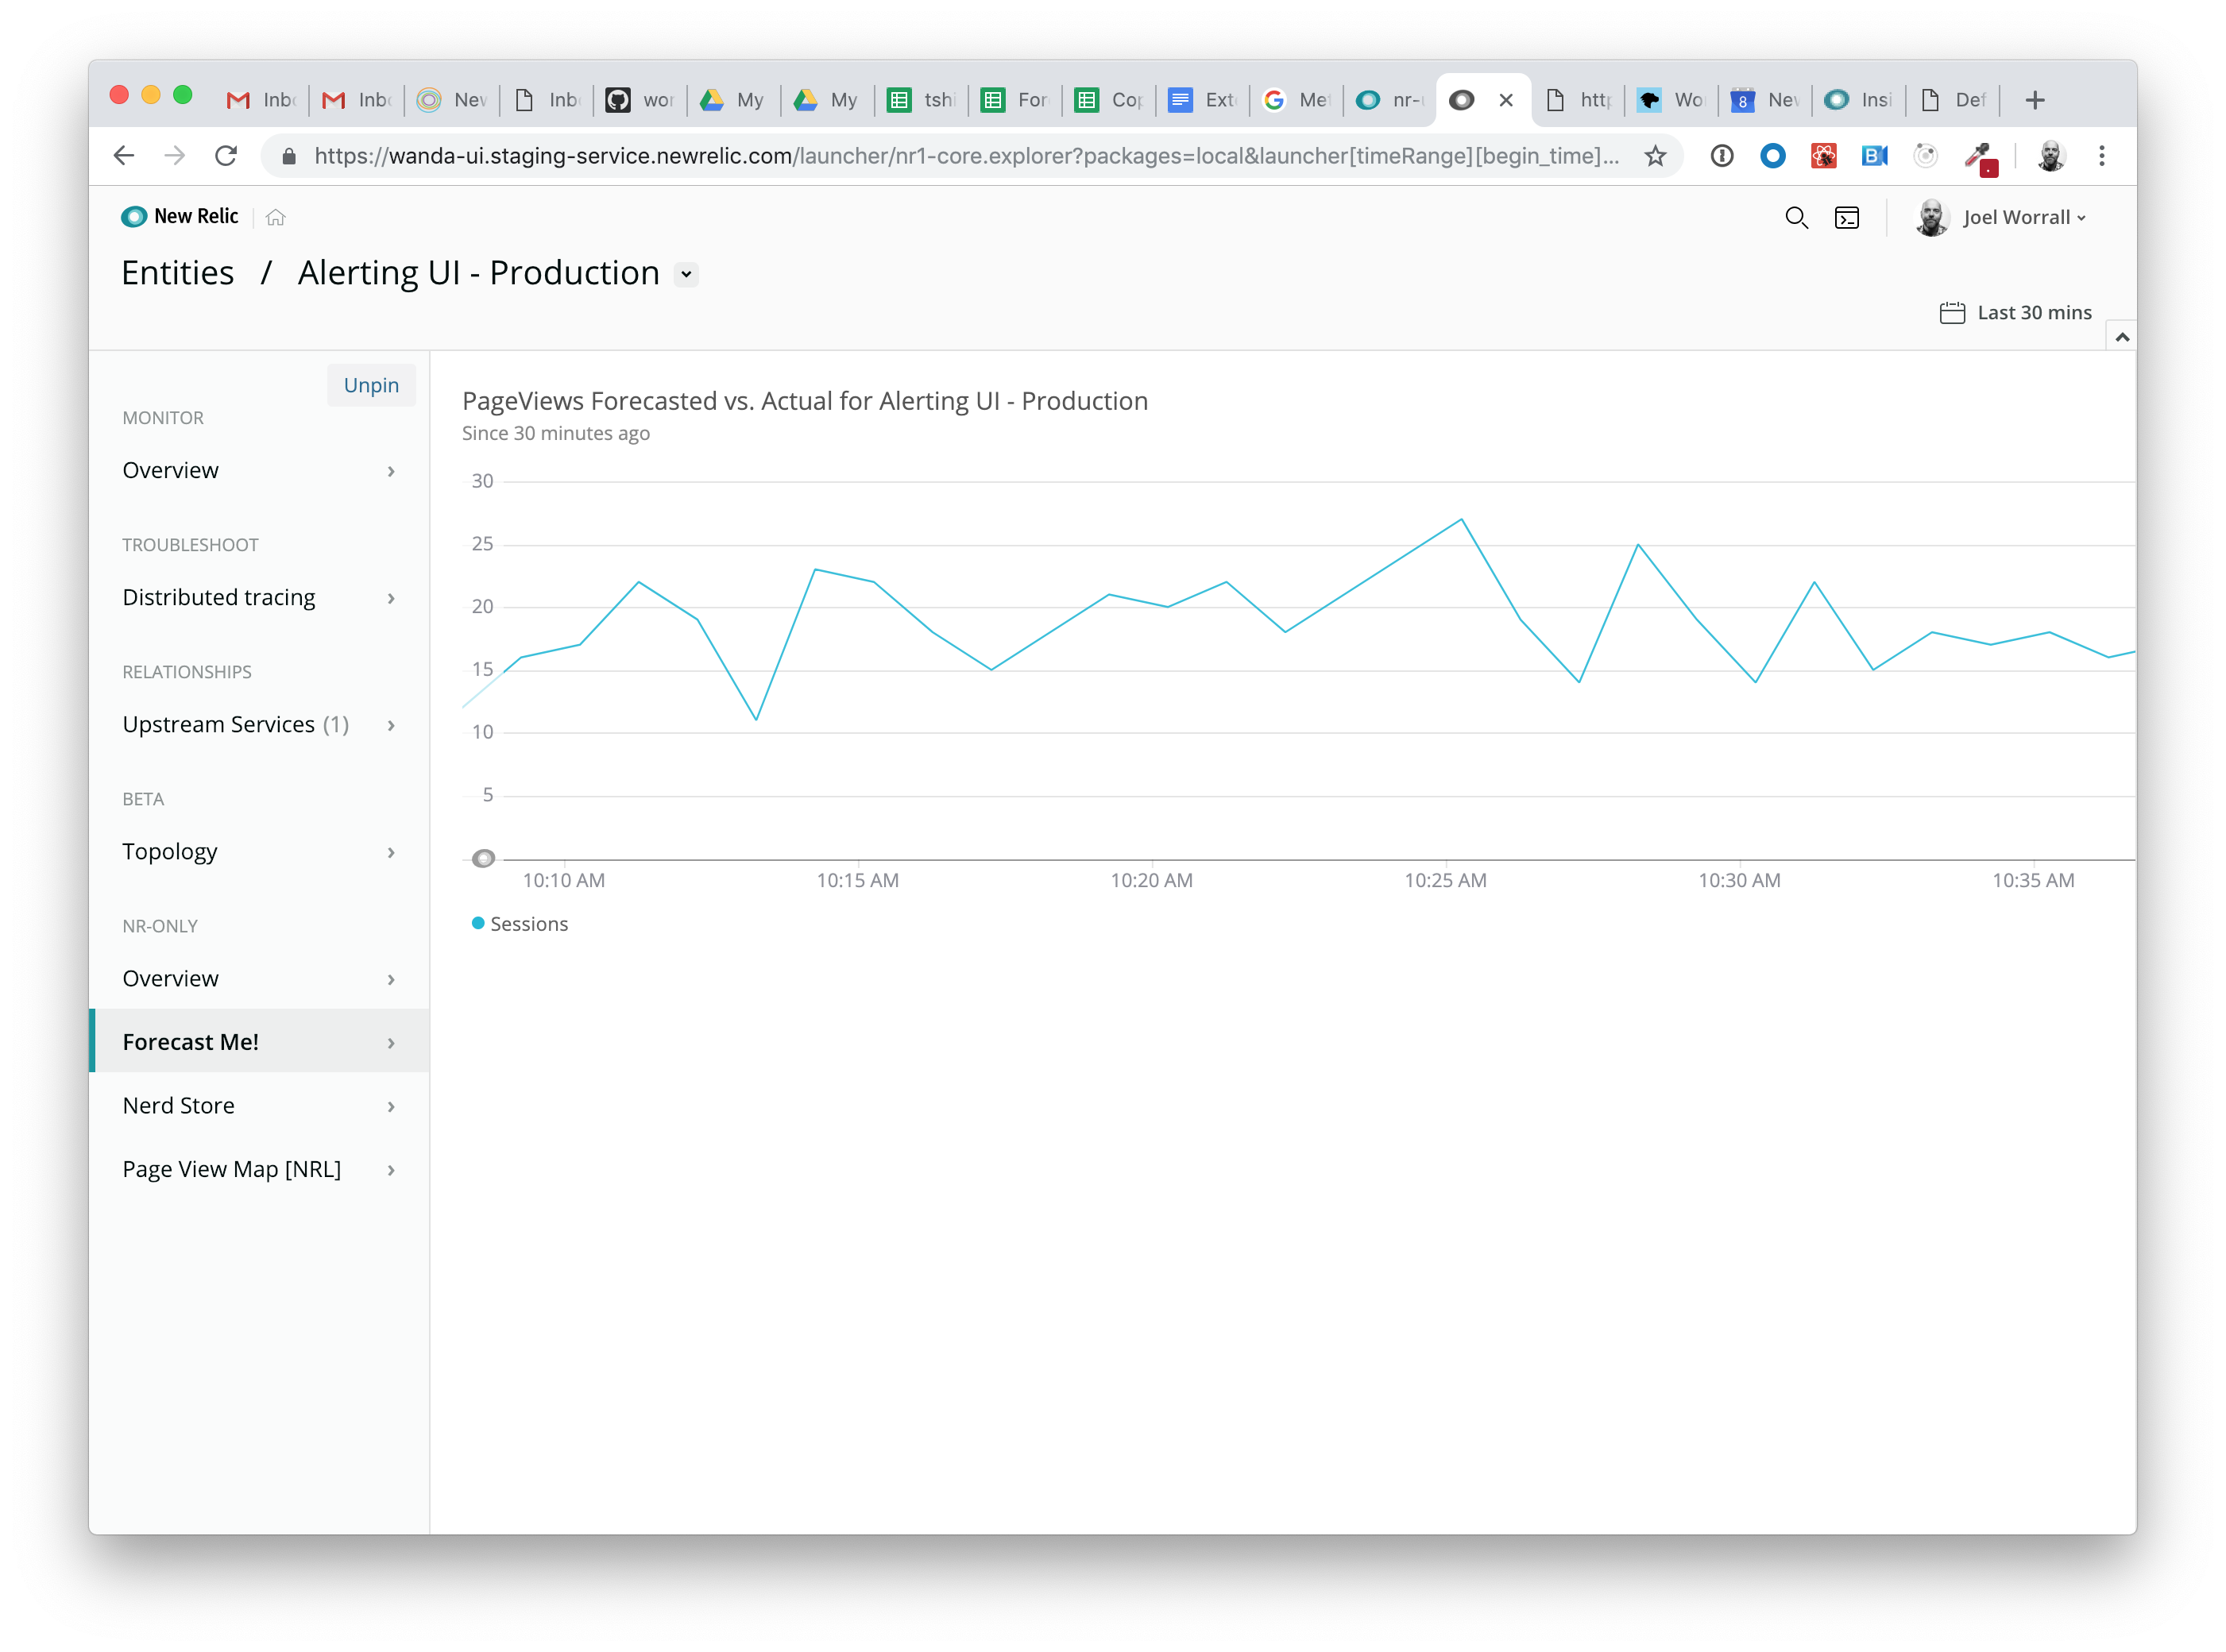 Inb Inb New Inb wor My My tshi For Cop Ext Met nr-u http Wo 8 New Insi Def
https://wanda-ui.staging-service.newrelic.com/launcher/nr1-core.explorer?packages=local&launcher[timeRange][begin_time]...
New Relic
Joel Worrall
Entities / Alerting UI - Production
Last 30 mins
Unpin
MONITOR
Overview
TROUBLESHOOT
Distributed tracing
RELATIONSHIPS
Upstream Services (1)
BETA
Topology
NR-ONLY
Overview
Forecast Me!
Nerd Store
Page View Map [NRL]
PageViews Forecasted vs. Actual for Alerting UI - Production
Since 30 minutes ago
30
25
20
15
10
5
10:10 AM 10:15 AM 10:20 AM 10:25 AM 10:30 AM 10:35 AM
Sessions